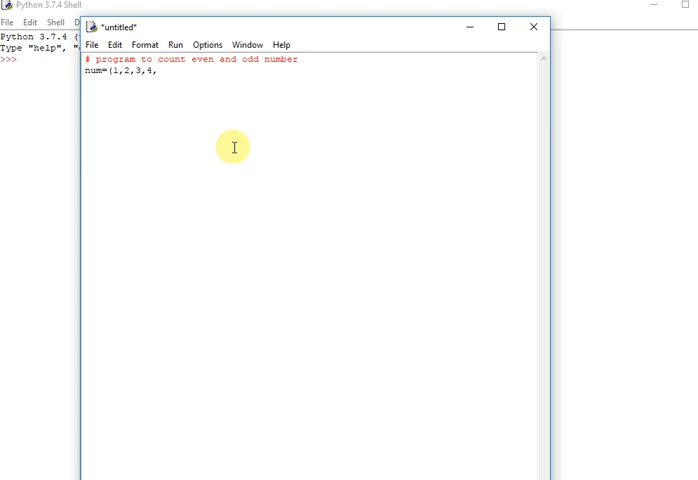 Python 3.7.4 Shell
File Edit Shell
Python 3.7.4
Type "help",
>>>
*untitled*
File Edit Format Run Options Window Help
# program to count even and odd number
num=(1,2,3,4,